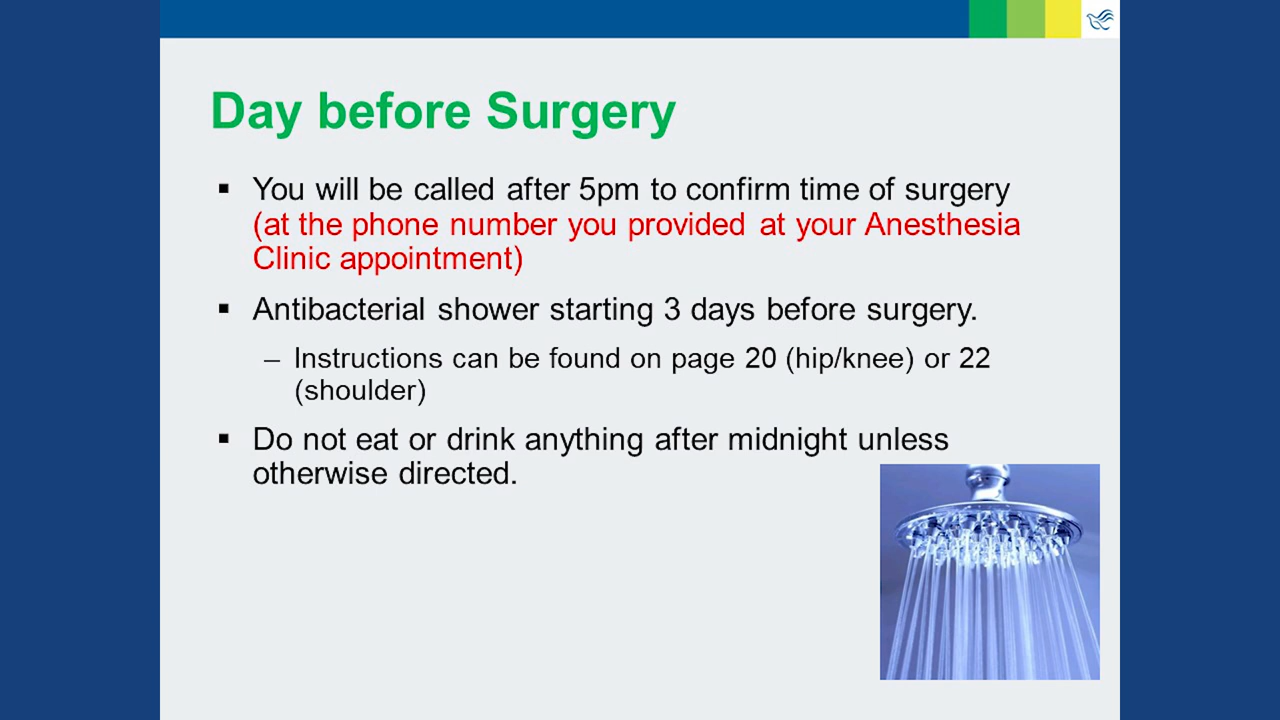 Day before Surgery
▪ You will be called after 5pm to confirm time of surgery
(at the phone number you provided at your Anesthesia
Clinic appointment)
▪ Antibacterial shower starting 3 days before surgery.
– Instructions can be found on page 20 (hip/knee) or 22
(shoulder)
▪ Do not eat or drink anything after midnight unless
otherwise directed.